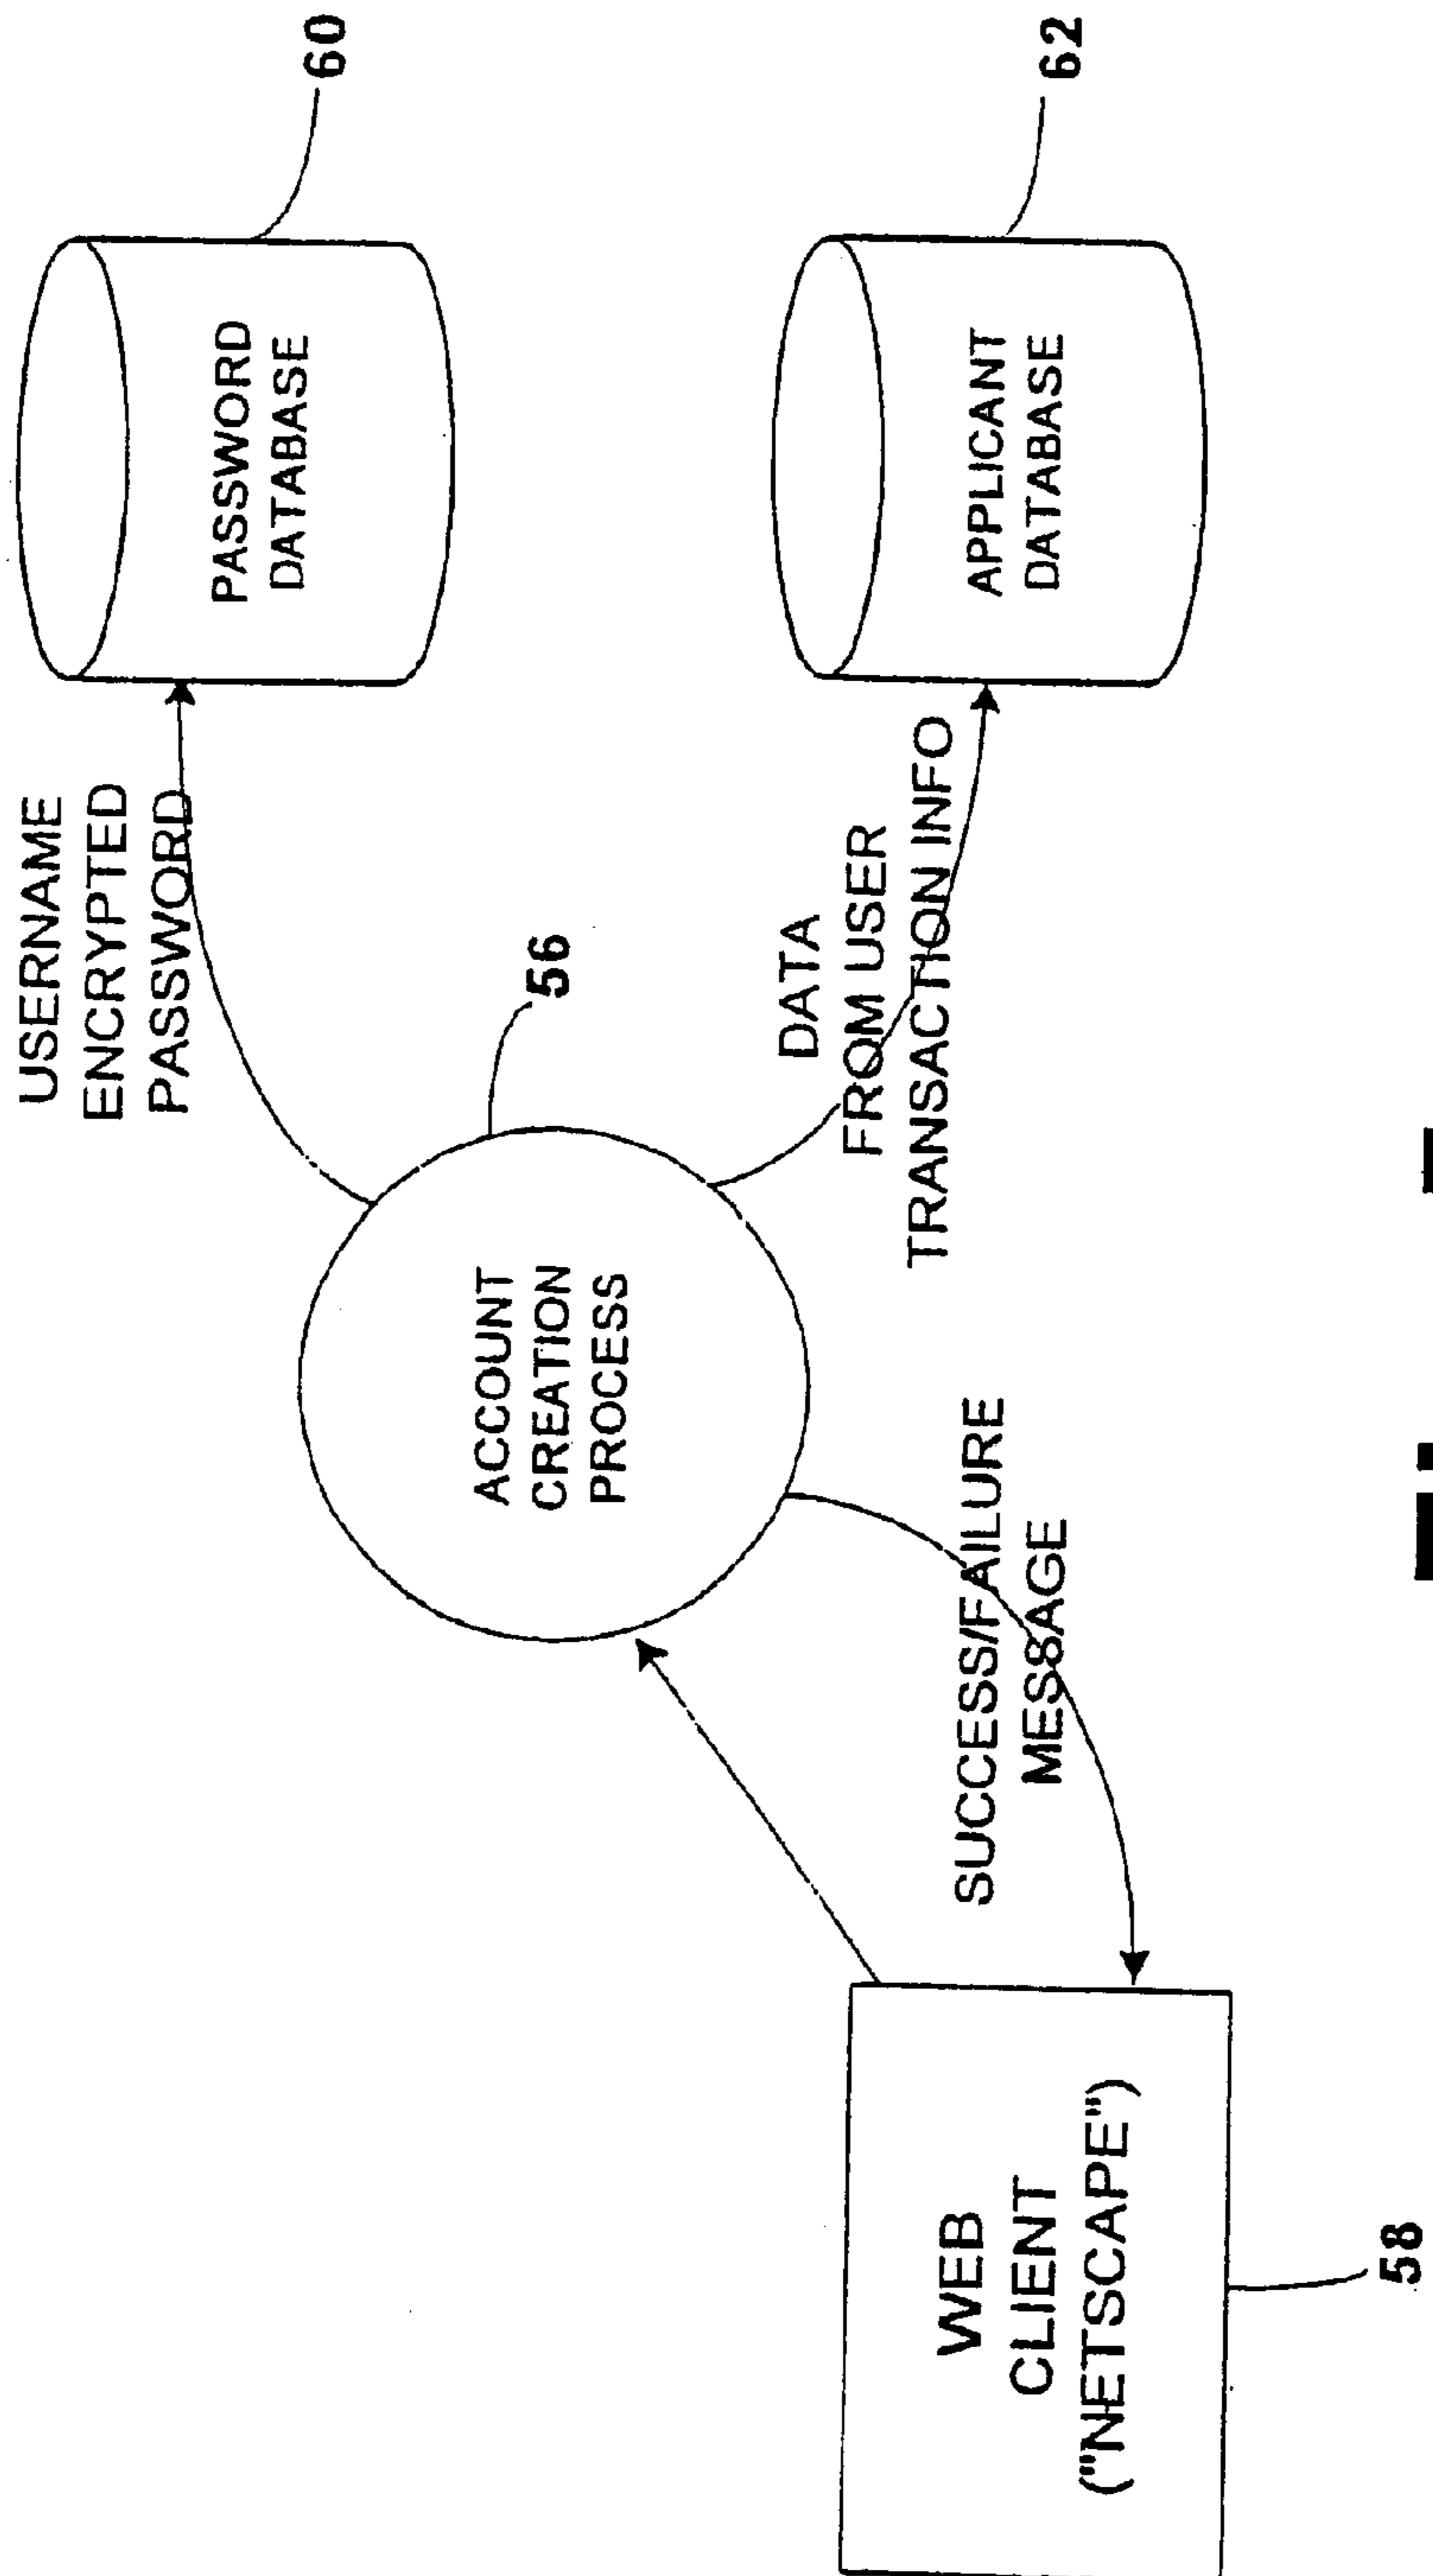 USERNAME
ENCRYPTED
PASSWORD
60
PASSWORD
DATABASE
56
ACCOUNT
CREATION
PROCESS
DATA
FROM USER
TRANSACTION INFO
62
APPLICANT
DATABASE
SUCCESS/FAILURE
MESSAGE
WEB
CLIENT
("NETSCAPE")
58